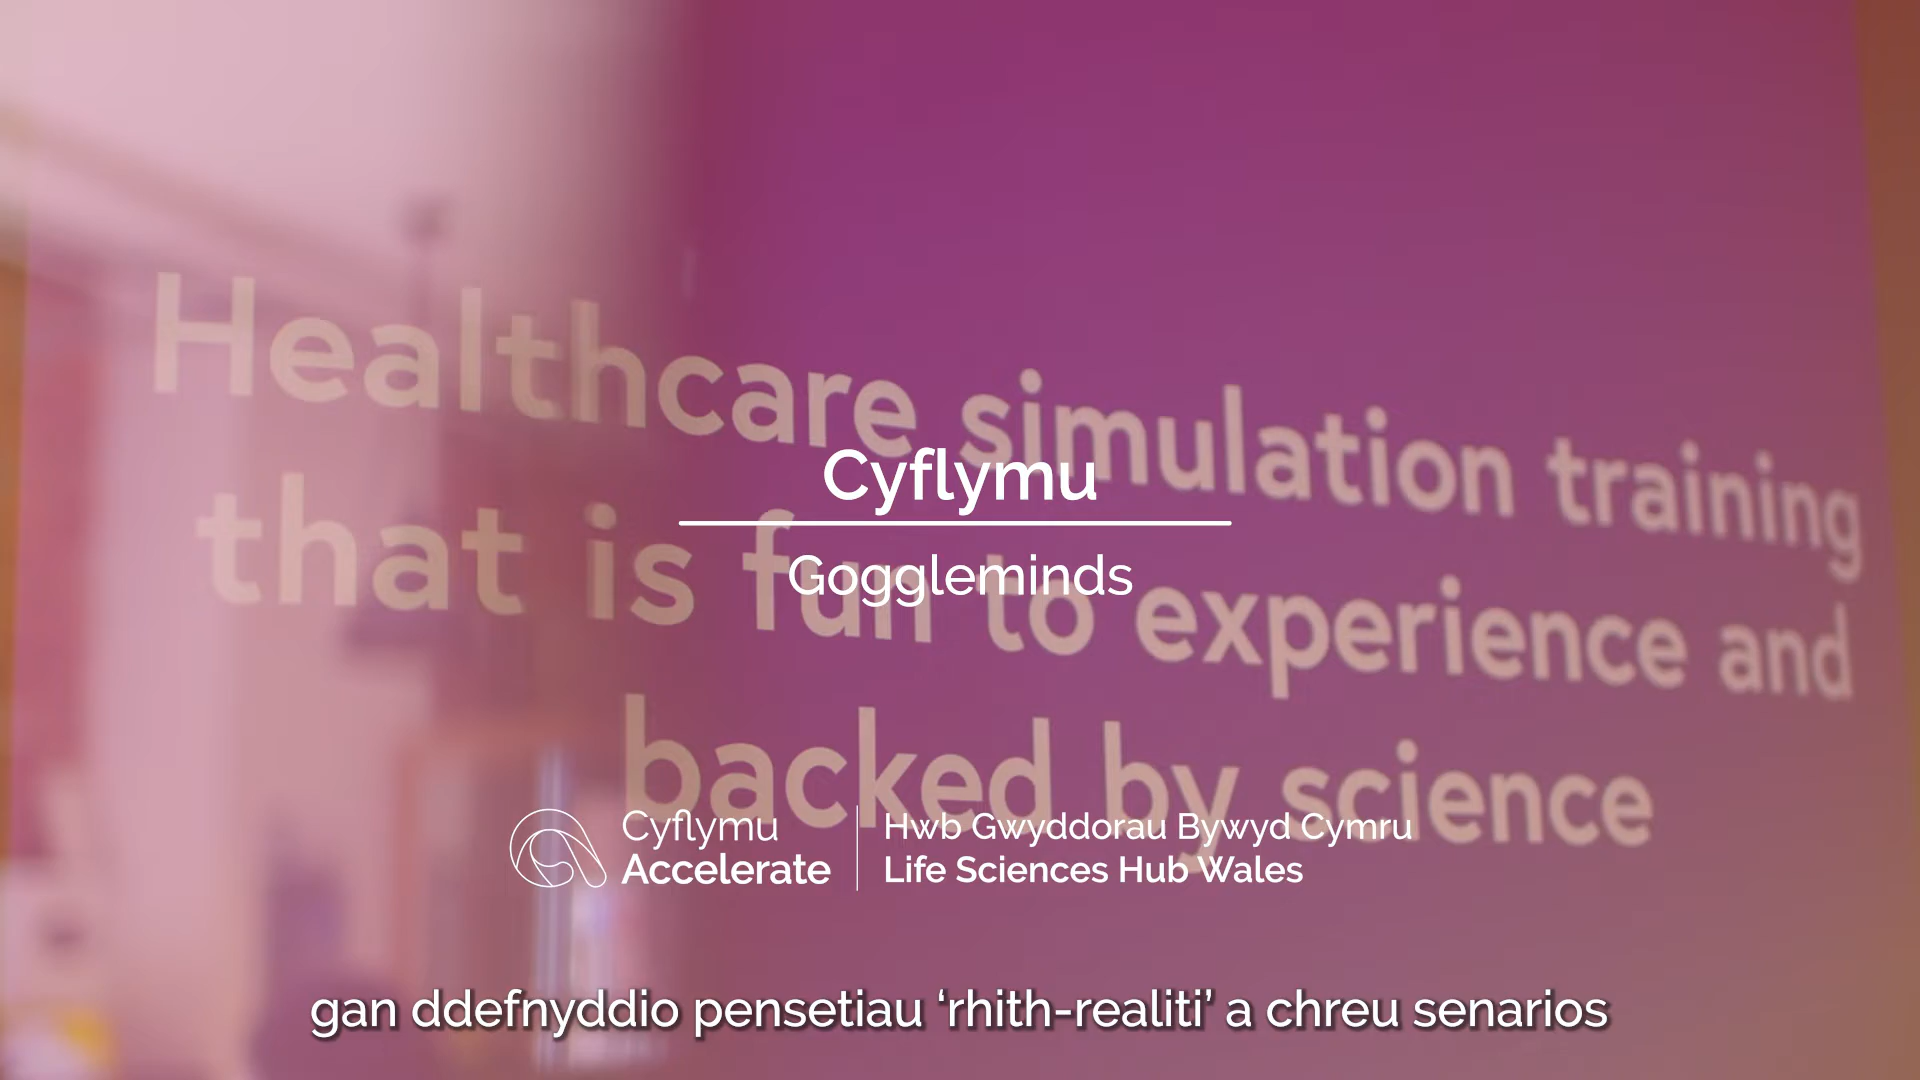 Healthcare simulation training
that is fun to experience and
backed by science
Cyflymu
Goggleminds
Cyflymu
Accelerate
Hwb Gwyddorau Bywyd Cymru
Life Sciences Hub Wales
gan ddefnyddio pensetiau ‘rhith-realiti’ a chreu senarios